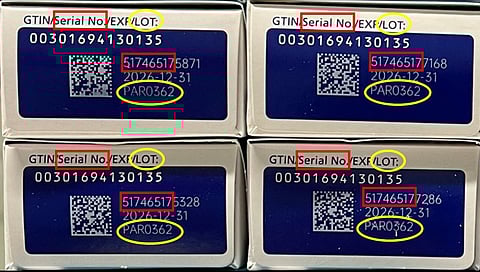 GTIN/Serial No./EXP/LOT:
00301694130135
517465175871
2026-12-31
PAR0362
GTIN/Serial No./EXP/LOT:
00301694130135
517465177168
2026-12-31
PAR0362
GTIN/Serial No./EXP/LOT:
00301694130135
517465175328
2026-12-31
PAR0362
GTIN/Serial No./EXP/LOT:
00301694130135
517465177286
2026-12-31
PAR0362